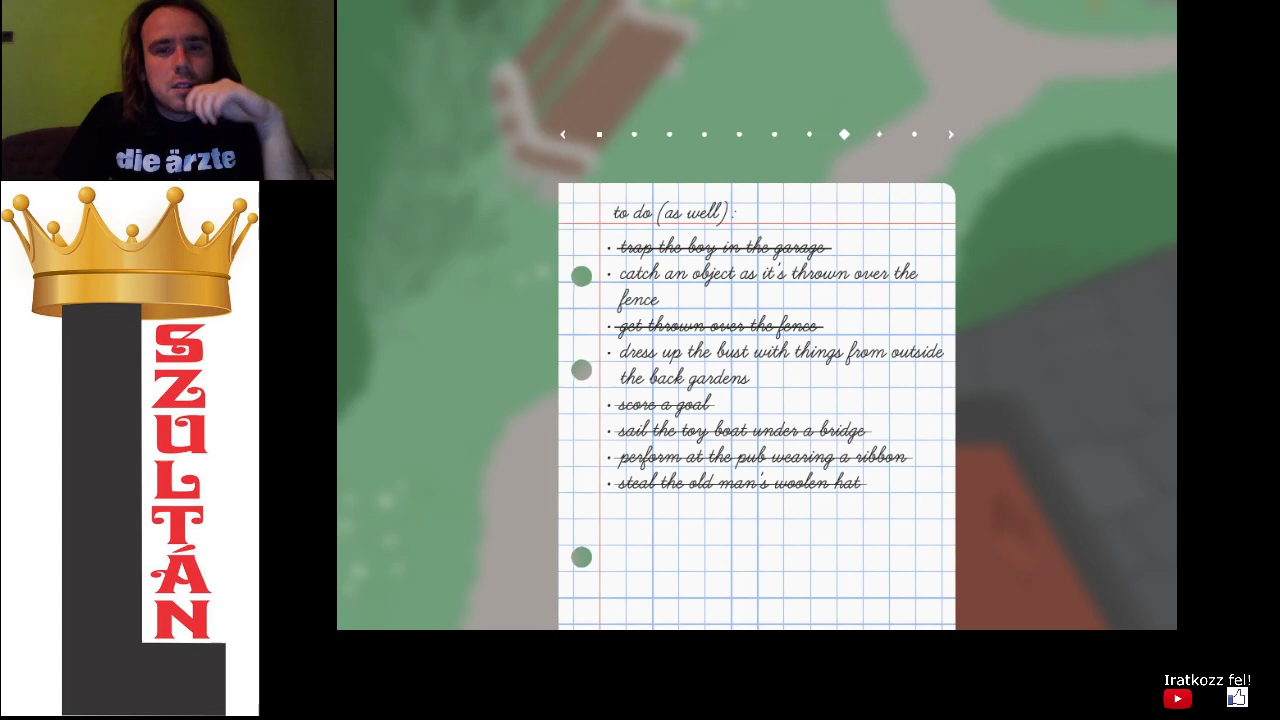 die ärzte
L
SZULTÁN
to do (as well):
• trap the boy in the garage
• catch an object as it's thrown over the
fence
• get thrown over the fence
• dress up the bust with things from outside
the back gardens
• score a goal
• sail the toy boat under a bridge
• perform at the pub wearing a ribbon
• steal the old man's woolen hat
Iratkozz fel!